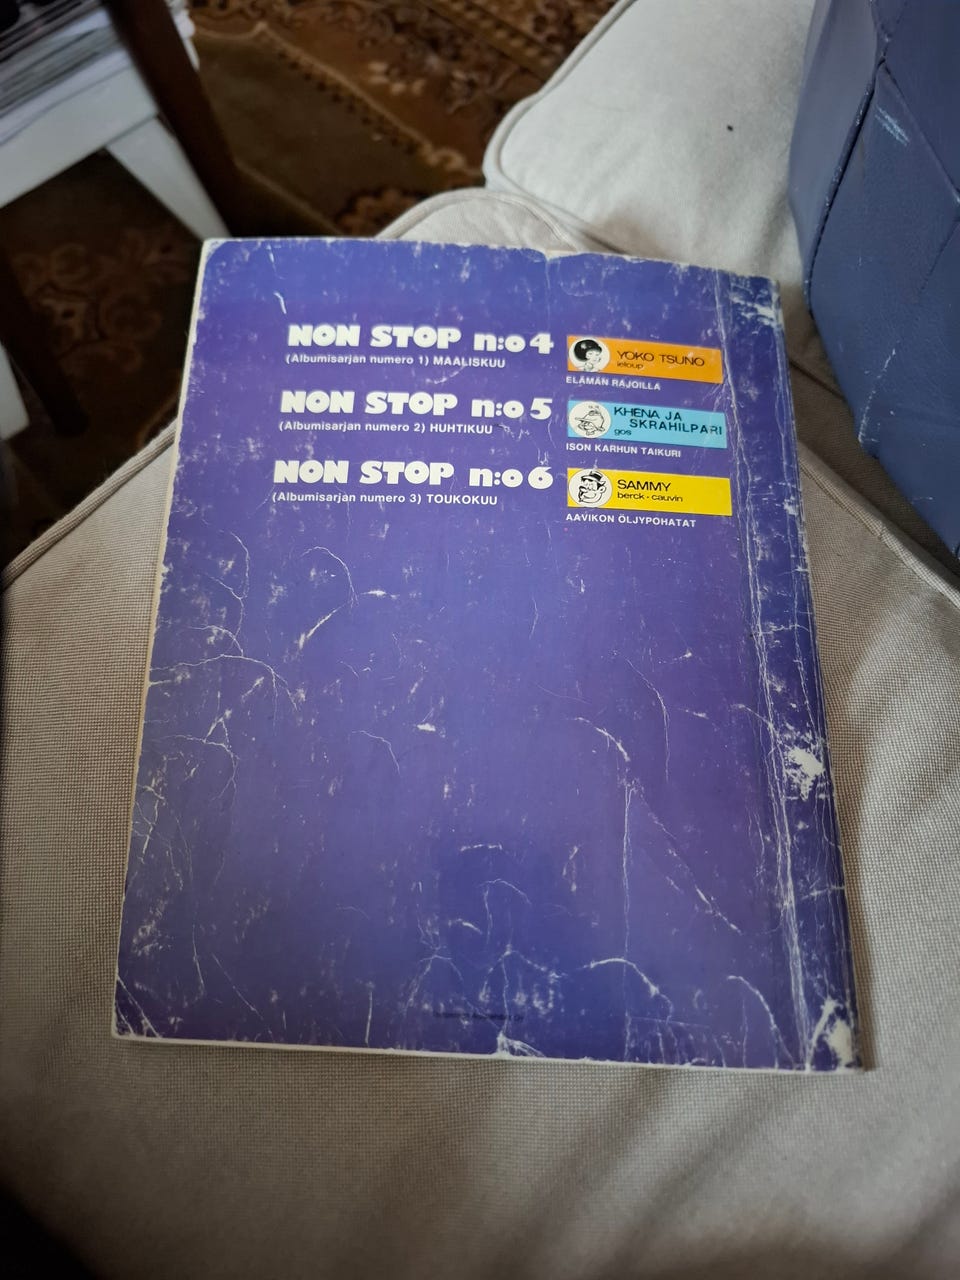 NON STOP n:o 4
(Albumisarjan numero 1) MAALISKUU
YOKO TSUNO
leloup
ELÄMÄN RAJOILLA
NON STOP n:o 5
(Albumisarjan numero 2) HUHTIKUU
KHENA JA
SKRAHILPARI
gos
ISON KARHUN TAIKURI
NON STOP n:o 6
(Albumisarjan numero 3) TOUKOKUU
SAMMY
berck - cauvin
AAVIKON ÖLJYPOHATAT